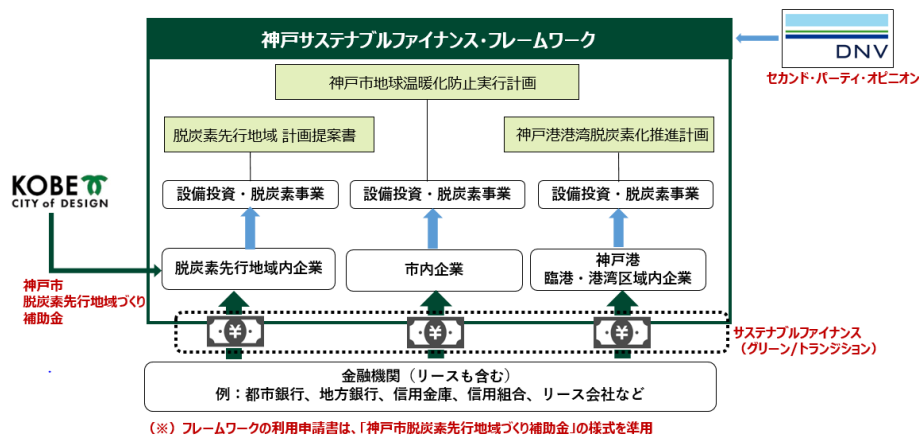 神戸サステナブルファイナンス・フレームワーク
DNV
セカンド・パーティ・オピニオン
神戸市地球温暖化防止実行計画
脱炭素先行地域 計画提案書
神戸港港湾脱炭素化推進計画
KOBE
CITY of DESIGN
設備投資・脱炭素事業
設備投資・脱炭素事業
設備投資・脱炭素事業
脱炭素先行地域内企業
市内企業
神戸港
臨港・港湾区域内企業
神戸市
脱炭素先行地域づくり
補助金
¥
¥
¥
サステナブルファイナンス
(グリーン/トランジション)
金融機関(リースも含む)
例:都市銀行、地方銀行、信用金庫、信用組合、リース会社など
(※)フレームワークの利用申請書は、「神戸市脱炭素先行地域づくり補助金」の様式を準用